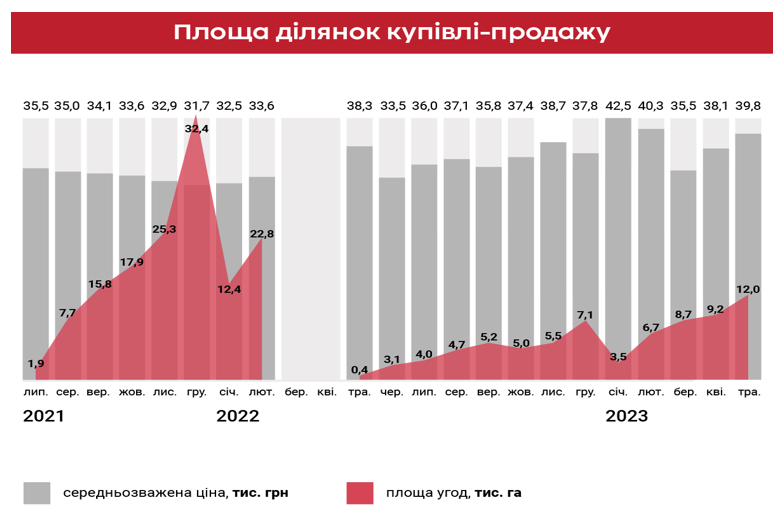 Площа ділянок купівлі-продажу
35,5 35,0 34,1 33,6 32,9 31,7 32,5 33,6 38,3 33,5 36,0 37,1 35,8 37,4 38,7 37,8 42,5 40,3 35,5 38,1 39,8
1,9 7,7 15,8 17,9 25,3 32,4 12,4 22,8 0,4 3,1 4,0 4,7 5,2 5,0 5,5 7,1 3,5 6,7 8,7 9,2 12,0
лип. сер. вер. жов. лис. гру. січ. лют. бер. кві. тра. чер. лип. сер. вер. жов. лис. гру. січ. лют. бер. кві. тра.
2021 2022 2023
середньозважена ціна, тис. грн площа угод, тис. га